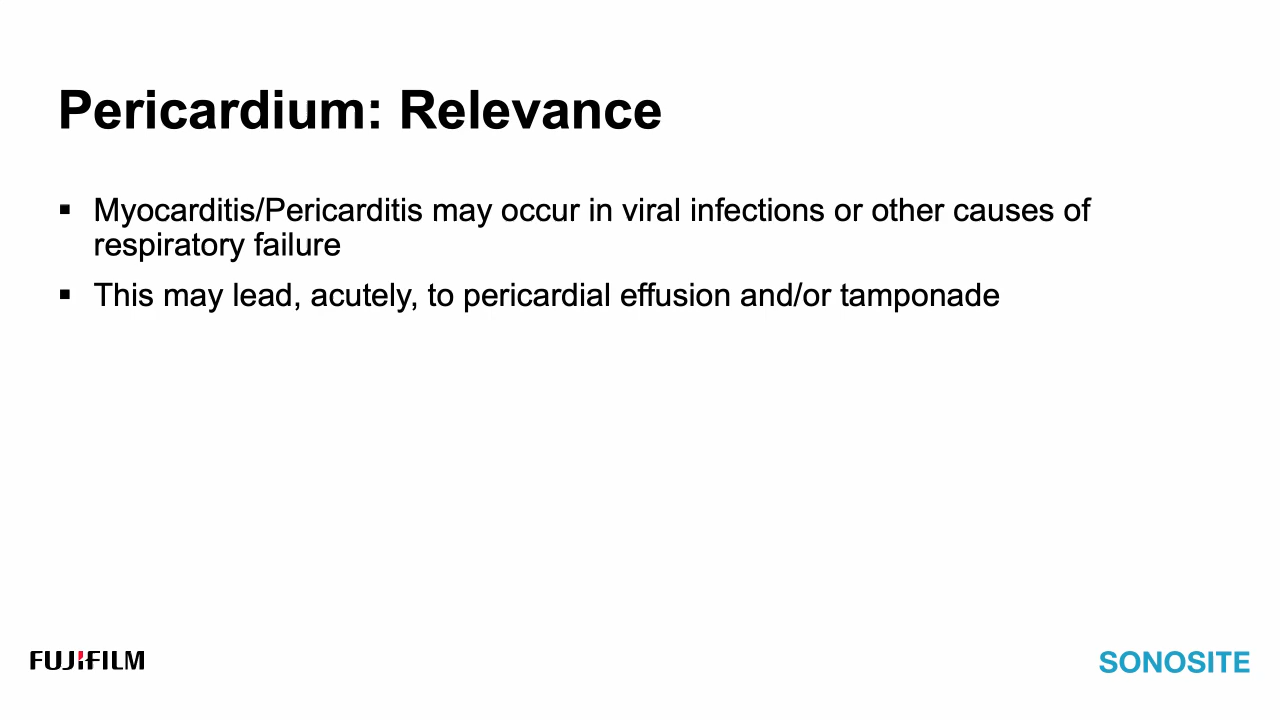 Pericardium: Relevance
▪ Myocarditis/Pericarditis may occur in viral infections or other causes of
respiratory failure
▪ This may lead, acutely, to pericardial effusion and/or tamponade
FUJIFILM
SONOSITE